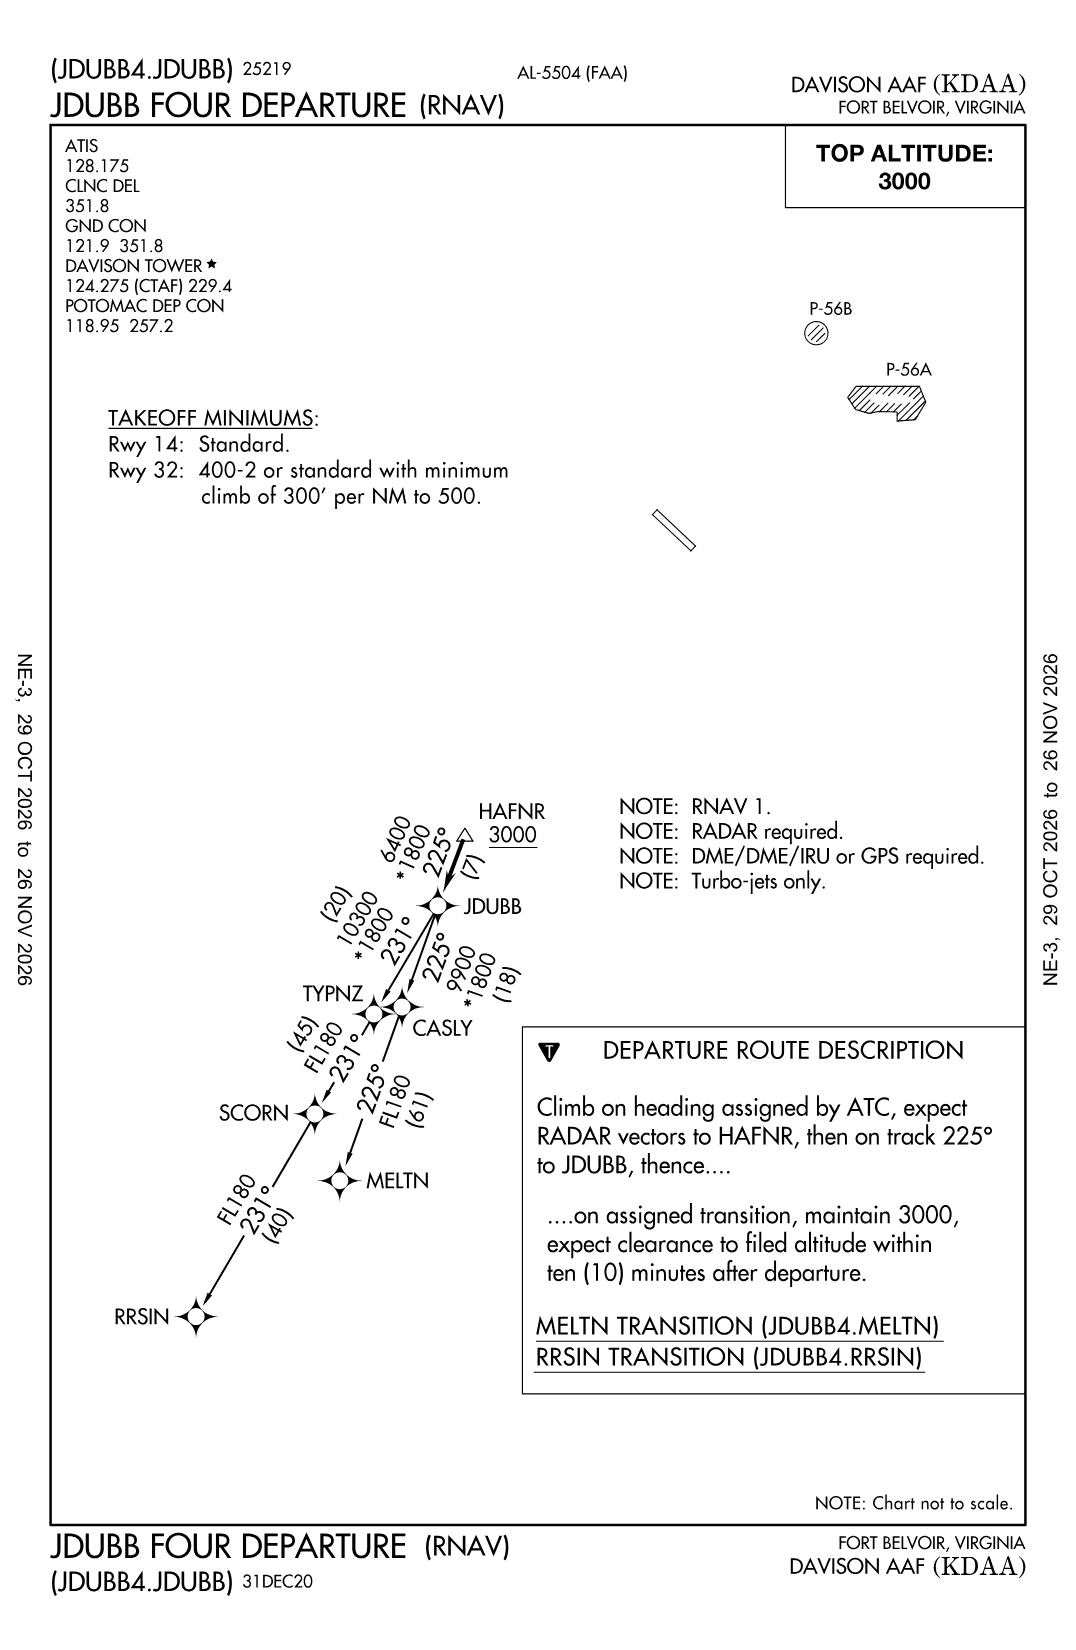 (JDUBB4.JDUBB) 25219
AL-5504 (FAA)
DAVISON AAF (KDAA)
JDUBB FOUR DEPARTURE (RNAV)
FORT BELVOIR, VIRGINIA
ATIS
128.175
CLNC DEL
351.8
GND CON
121.9 351.8
DAVISON TOWER ★
124.275 (CTAF) 229.4
POTOMAC DEP CON
118.95 257.2
TOP ALTITUDE:
3000
P-56B
P-56A
TAKEOFF MINIMUMS:
Rwy 14: Standard.
Rwy 32: 400-2 or standard with minimum
climb of 300′ per NM to 500.
NE-3, 29 OCT 2026 to 26 NOV 2026
NE-3, 29 OCT 2026 to 26 NOV 2026
HAFNR
3000
6400
*1800
225°
(7)
NOTE: RNAV 1.
NOTE: RADAR required.
NOTE: DME/DME/IRU or GPS required.
NOTE: Turbo-jets only.
JDUBB
(20)
10300
*1800
231°
225°
9900
*1800
(18)
TYPNZ
CASLY
(45)
FL180
231°
225°
FL180
(61)
SCORN
MELTN
FL180
231°
(40)
RRSIN
T
DEPARTURE ROUTE DESCRIPTION
Climb on heading assigned by ATC, expect
RADAR vectors to HAFNR, then on track 225°
to JDUBB, thence....
....on assigned transition, maintain 3000,
expect clearance to filed altitude within
ten (10) minutes after departure.
MELTN TRANSITION (JDUBB4.MELTN)
RRSIN TRANSITION (JDUBB4.RRSIN)
NOTE: Chart not to scale.
JDUBB FOUR DEPARTURE (RNAV)
FORT BELVOIR, VIRGINIA
(JDUBB4.JDUBB) 31DEC20
DAVISON AAF (KDAA)